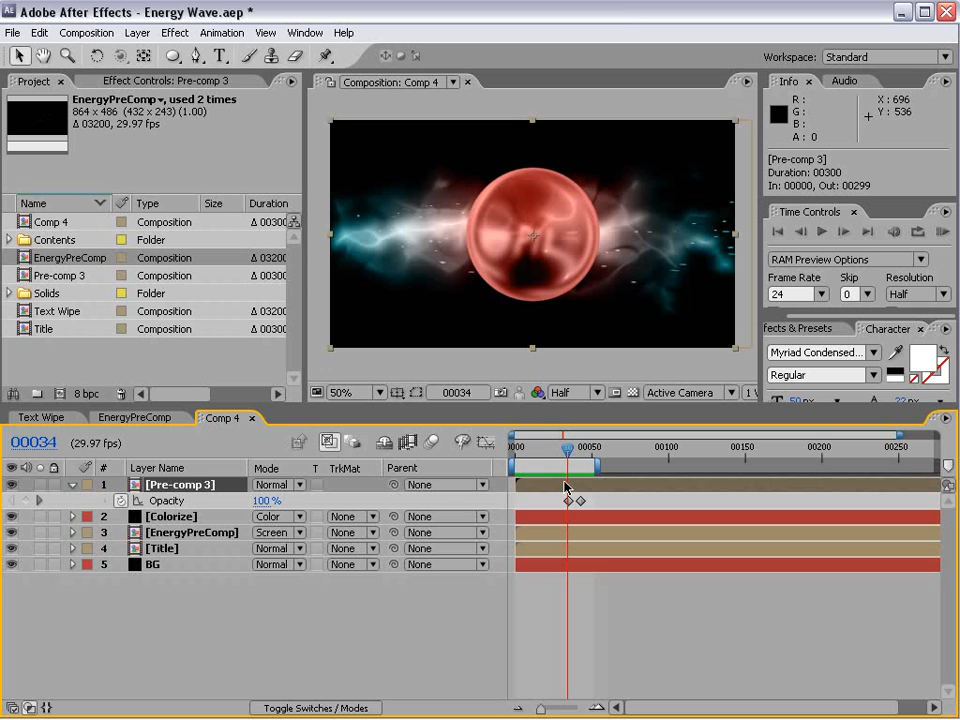 Adobe After Effects - Energy Wave.aep *
File Edit Composition Layer Effect Animation View Window Help
Workspace: Standard
Project Effect Controls: Pre-comp 3
EnergyPreComp, used 2 times
864 x 486 (432 x 243) (1.00)
Δ 03200, 29.97 fps
Name Type Size Duration
Comp 4 Composition Δ 00300
Contents Folder
EnergyPreComp Composition Δ 03200
Pre-comp 3 Composition Δ 00300
Solids Folder
Text Wipe Composition Δ 03200
Title Composition Δ 00300
8 bpc
Composition: Comp 4
50% 00034 Half Active Camera 1
Info Audio
R : X : 696
G : Y : 536
B :
A : 0
[Pre-comp 3]
Duration: 00300
In: 00000, Out: 00299
Time Controls
RAM Preview Options
Frame Rate Skip Resolution
24 0 Half
fects & Presets Character
Myriad Condensed...
Regular
Text Wipe EnergyPreComp Comp 4
00034 (29.97 fps)
0000 00050 00100 00150 00200 00250
# Layer Name Mode T TrkMat Parent
1 [Pre-comp 3] Normal None
Opacity 100 %
2 [Colorize] Color None None
3 [EnergyPreComp] Screen None None
4 [Title] Normal None None
5 BG Normal None None
Toggle Switches / Modes